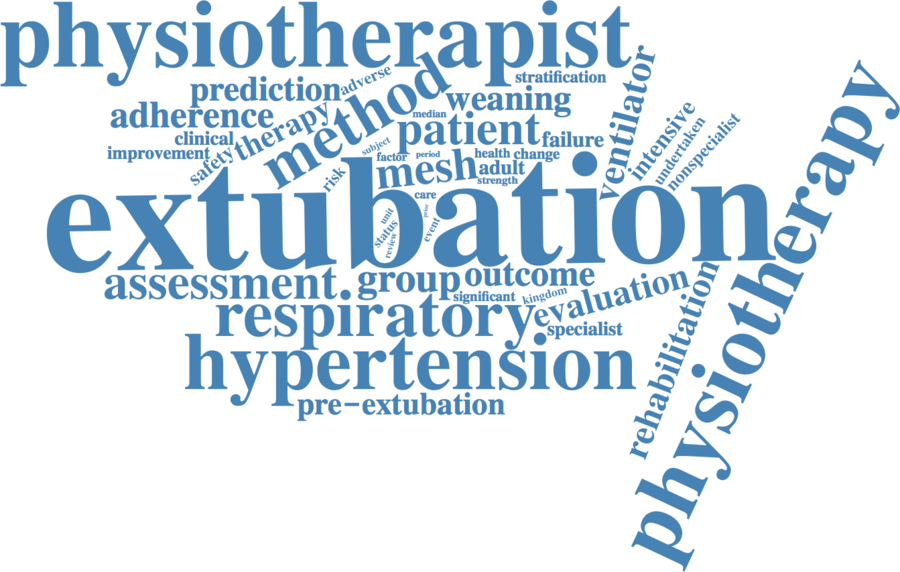 physiotherapist
stratification
prediction
adverse
method
weaning
ventilator
adherence
therapy
median
patient
failure
intensive
undertaken
nonspecialist
physiotherapy
clinical
improvement
safety
subject
factor
period
health
change
risk
mesh
adult
strength
care
extubation
unit
status
review
prior
event
assessment
group
outcome
significant
kingdom
evaluation
rehabilitation
respiratory
specialist
hypertension
pre-extubation